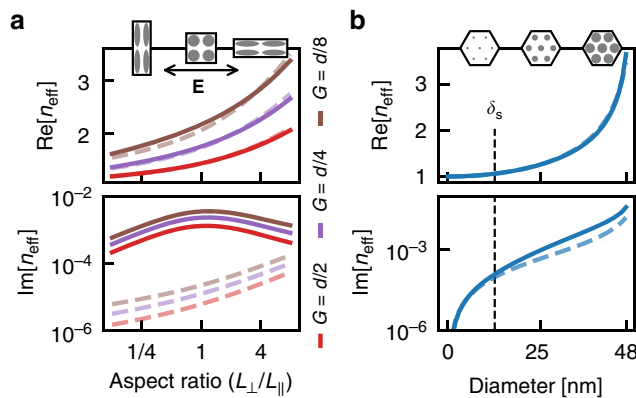 a
b
E
Re[n_eff]
3
2
Im[n_eff]
10⁻²
10⁻⁴
10⁻⁶
1/4
1
4
Aspect ratio (L⊥/L∥)
G = d/8
G = d/4
G = d/2
Re[n_eff]
3
2
1
δ_s
Im[n_eff]
10⁻³
10⁻⁶
0
25
48
Diameter [nm]